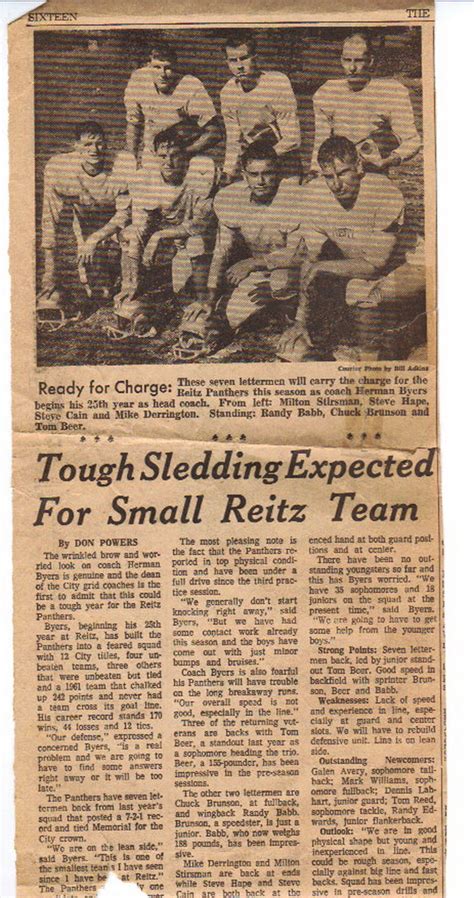 SIXTEEN
THE
Courier Photo by Bill Adkins
Ready for Charge: These seven lettermen will carry the charge for the
Reitz Panthers this season as coach Herman Byers
begins his 25th year as head coach. From left: Milton Stirsman, Steve Hape,
Steve Cain and Mike Derrington. Standing: Randy Babb, Chuck Brunson and
Tom Beer.
Tough Sledding Expected
For Small Reitz Team
By DON POWERS
The wrinkled brow and wor-
ried look on coach Herman
Byers is genuine and the dean
of the City grid coaches is the
first to admit that this could
be a tough year for the Reitz
Panthers.
Byers, beginning his 25th
year at Reitz, has built the
Panthers into a feared squad
with 12 City titles, four un-
beaten teams, three others
that were unbeaten but tied
and a 1961 team that chalked
up 242 points and never had
a team cross its goal line.
His career record stands 170
wins, 44 losses and 12 ties.
"Our defense," expressed a
concerned Byers, "is a real
problem and we are going to
have to find some answers
right away or it will be too
late."
The Panthers have seven let-
termen back from last year's
squad that posted a 7-2-1 rec-
ord and tied Memorial for the
City crown.
"We are on the lean side,"
said Byers. "This is one of
the smallest teams I have seen
since I have be at Reitz."
The Panthers only one
The most pleasing note is
the fact that the Panthers re-
ported in top physical condi-
tion and have been under a
full drive since the third prac-
tice session.
"We generally don't start
knocking right away," said
Byers, "But we have had
some contact work already
this season and the boys have
come out with just minor
bumps and bruises."
Coach Byers is also fearful
his Panthers will have trouble
on the long breakaway runs.
"Our overall speed is not
good, especially in the line."
Three of the returning vet-
erans are backs with Tom
Beer, a standout last year as
a sophomore heading the trio.
Beer, a 155-pounder, has been
impressive in the pre-season
sessions.
The other two lettermen are
Chuck Brunson, at fullback,
and wingback Randy Babb.
Brunson, a speedster, is just a
junior. Babb, who now weighs
188 pounds, has been impres-
sive.
Mike Derrington and Milton
Stirsman are back at ends
while Steve Hape and Steve
Cain are back at tackles. Both
enced hand at both guard posi-
tions and at center.
There have been no out-
standing youngsters so far and
this has Byers worried. "We
have 35 sophomores and 18
juniors on the squad at the
present time," said Byers.
"We are going to have to get
some help from the younger
boys."
Strong Points: Seven letter-
men back, led by junior stand-
out Tom Beer. Good speed in
backfield with sprinter Brun-
son, Beer and Babb.
Weaknesses: Lack of speed
and experience in line, espe-
cially at guard and center
slots. We will have to rebuild
defensive unit. Line is on lean
side.
Outstanding Newcomers:
Galen Avery, sophomore tail-
back; Mark Williams, soph-
omore fullback; Dennis Lab-
hart, junior guard; Tom Reed,
sophomore tackle, Randy Ed-
wards, junior flankerback.
Outlook: "We are in good
physical shape but young and
inexperienced in line. This
could be rough season, espe-
cially against big line and fast
backs. Squad has been impres-
sive in pre-season drills and